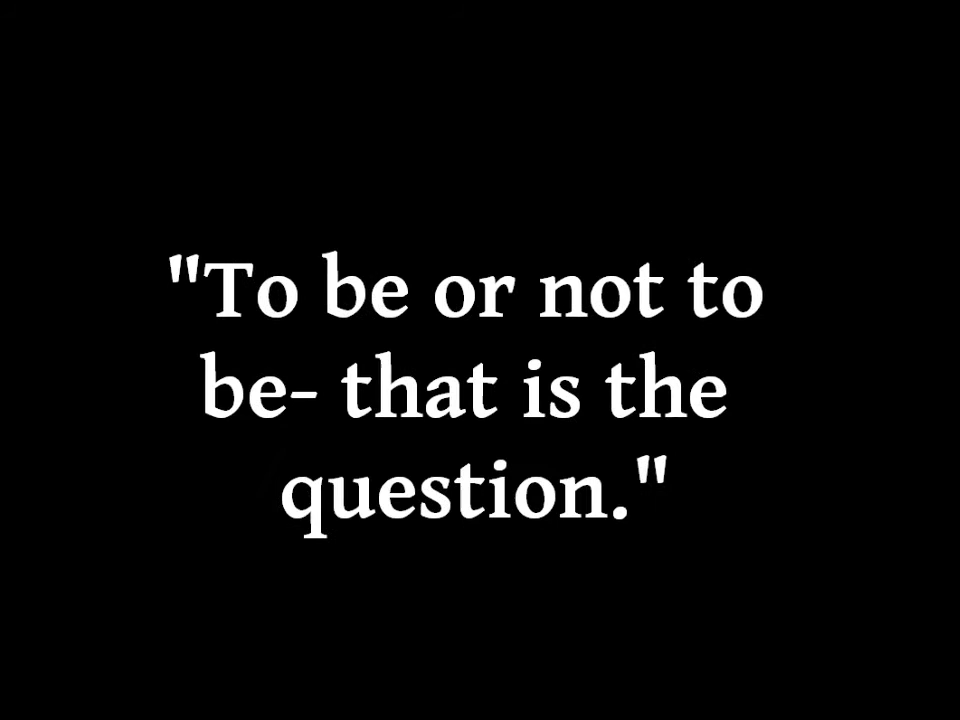 "To be or not to
be- that is the
question."